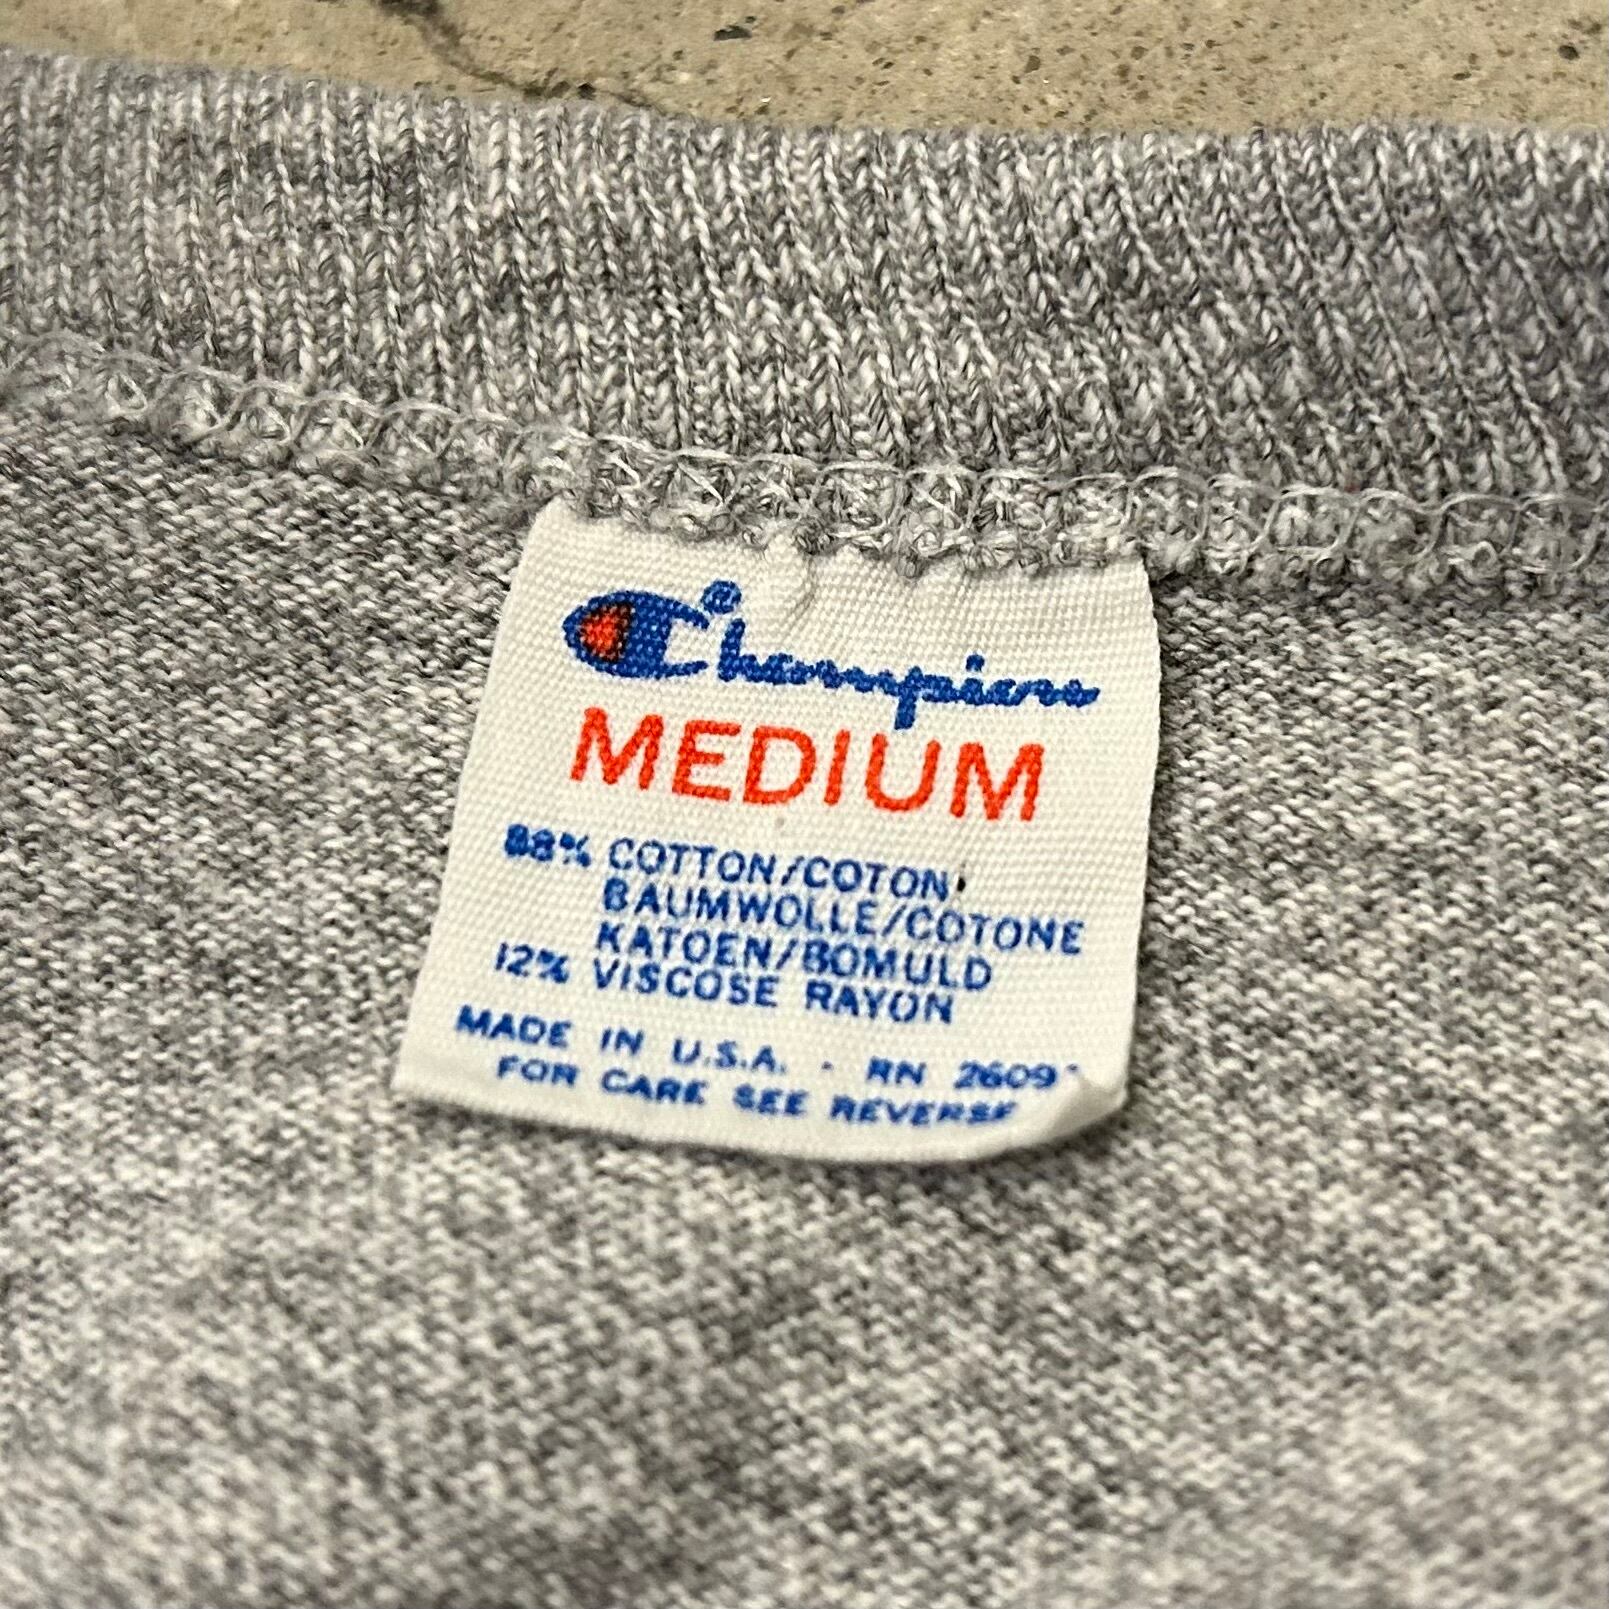 Champion®
MEDIUM
88% COTTON/COTON
BAUMWOLLE/COTONE
KATOEN/BOMULD
12% VISCOSE RAYON
MADE IN U.S.A. · RN
FOR CARE SEE REVERSE